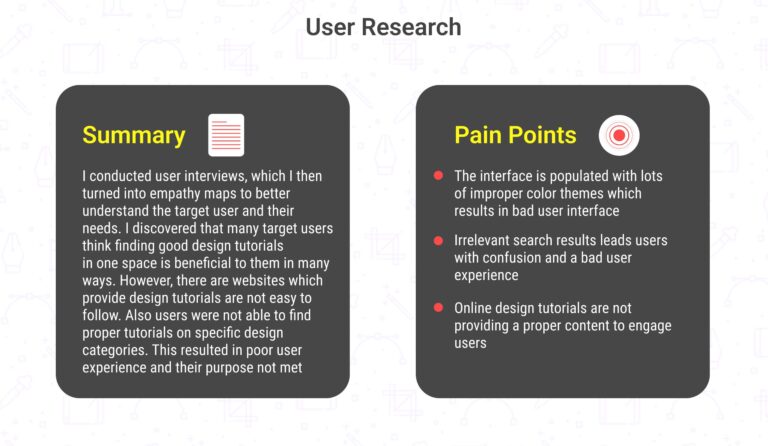 User Research
Summary
I conducted user interviews, which I then
turned into empathy maps to better
understand the target user and their
needs. I discovered that many target users
think finding good design tutorials
in one space is beneficial to them in many
ways. However, there are websites which
provide design tutorials are not easy to
follow. Also users were not able to find
proper tutorials on specific design
categories. This resulted in poor user
experience and their purpose not met
Pain Points
The interface is populated with lots
of improper color themes which
results in bad user interface
Irrelevant search results leads users
with confusion and a bad user
experience
Online design tutorials are not
providing a proper content to engage
users